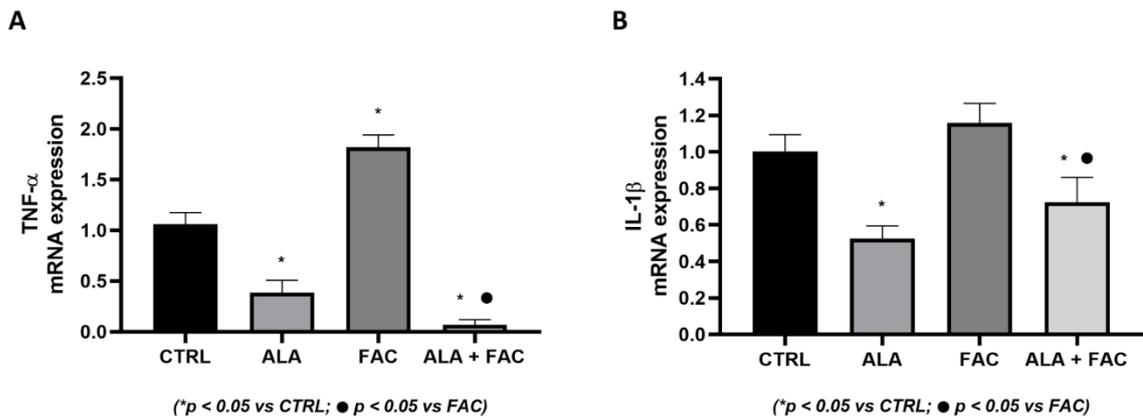 A
TNF-α
mRNA expression
2.5
2.0
1.5
1.0
0.5
0.0
*
*
* ●
CTRL ALA FAC ALA + FAC
(*p < 0.05 vs CTRL; ● p < 0.05 vs FAC)
B
IL-1β
mRNA expression
1.4
1.2
1.0
0.8
0.6
0.4
0.2
0.0
*
* ●
CTRL ALA FAC ALA + FAC
(*p < 0.05 vs CTRL; ● p < 0.05 vs FAC)